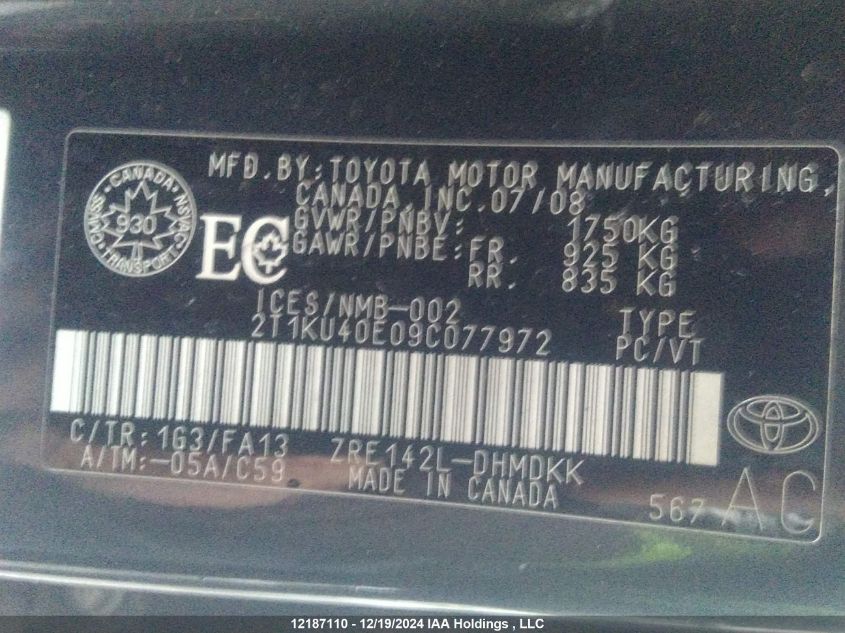 CANADA
930
TRANSPORT
EC
MFD.BY:TOYOTA MOTOR MANUFACTURING,
CANADA,INC.07/08
GVWR/PNBV: 1750KG
GAWR/PNBE:FR. 925 KG
RR. 835 KG
ICES/NMB-002
2T1KU40E09C077972
TYPE
PC/VT
C/TR:1G3/FA13 ZRE142L-DHMDKK
A/TM:-05A/C59 MADE IN CANADA
567 AC
12187110 - 12/19/2024 IAA Holdings , LLC